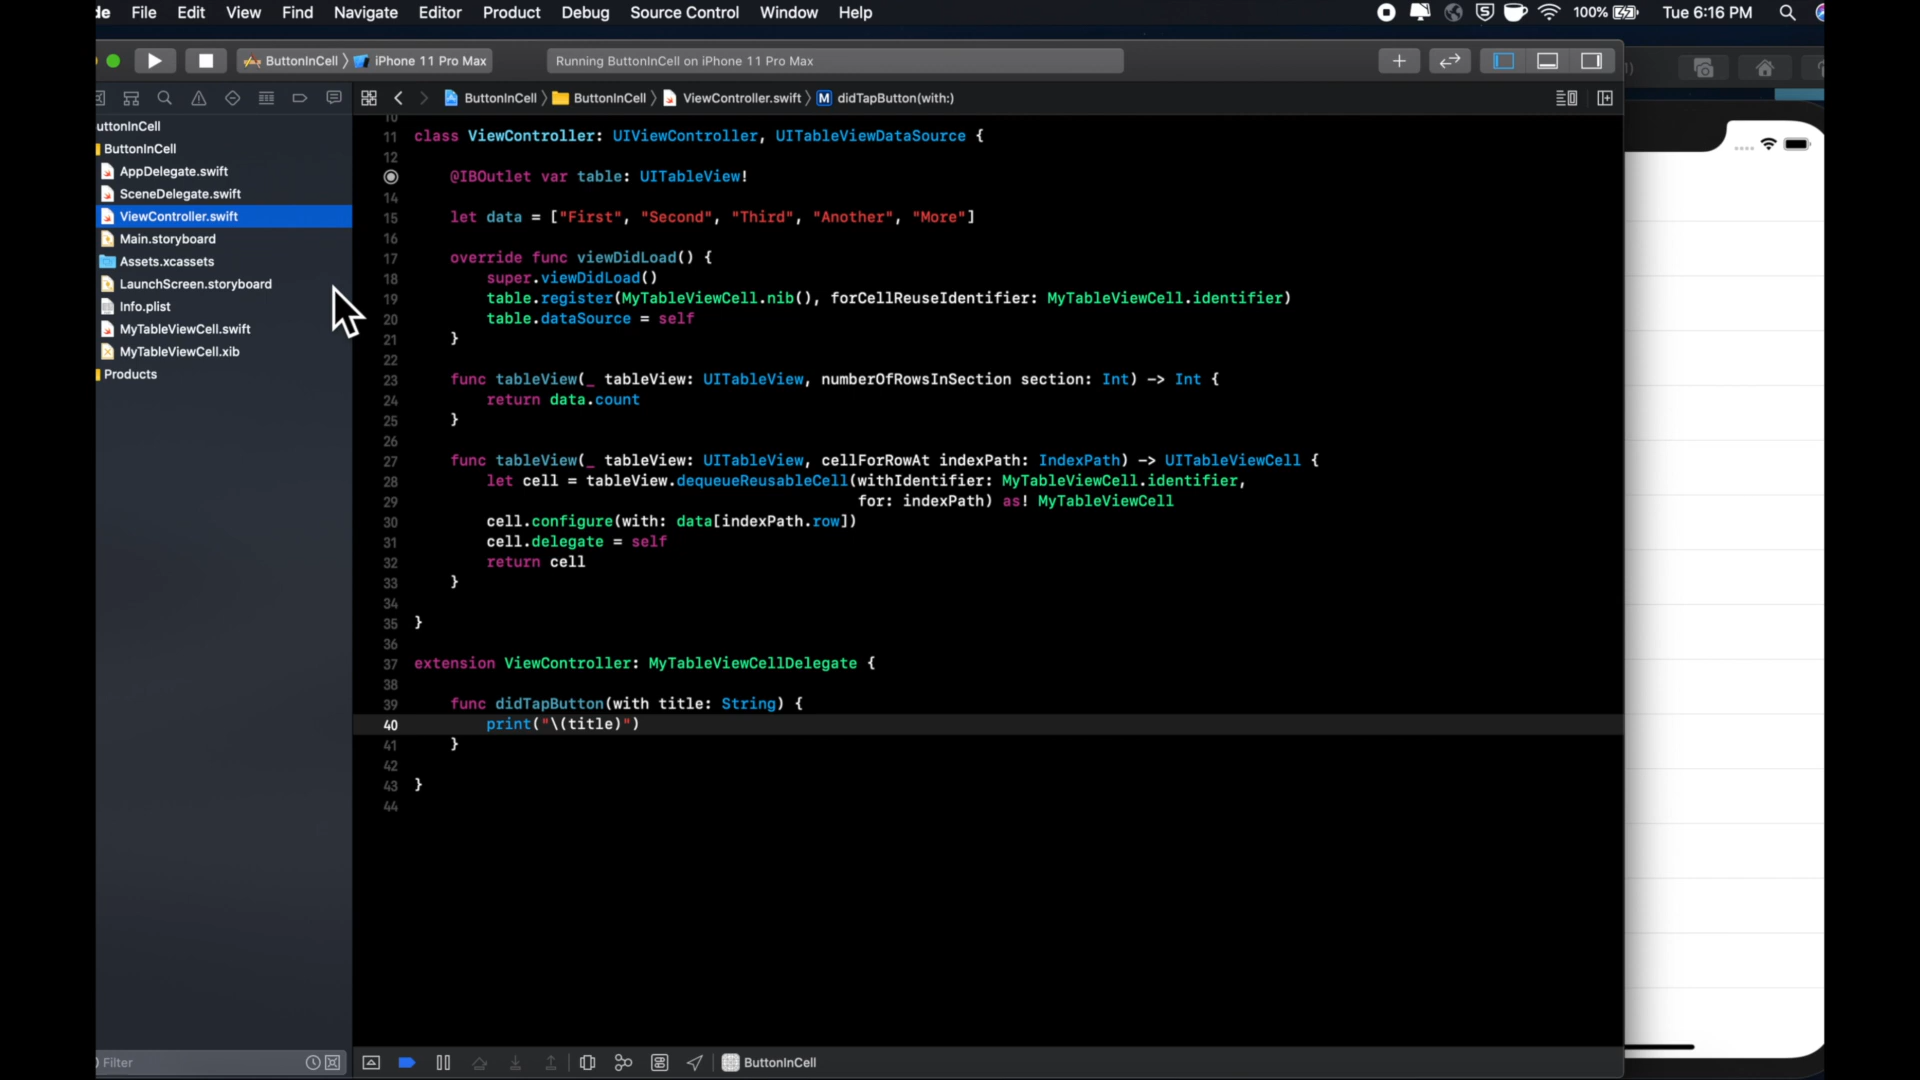 de File Edit View Find Navigate Editor Product Debug Source Control Window Help 100% Tue 6:16 PM
ButtonInCell iPhone 11 Pro Max Running ButtonInCell on iPhone 11 Pro Max
ButtonInCell ButtonInCell ViewController.swift M didTapButton(with:)
uttonInCell
ButtonInCell
AppDelegate.swift
SceneDelegate.swift
ViewController.swift
Main.storyboard
Assets.xcassets
LaunchScreen.storyboard
Info.plist
MyTableViewCell.swift
MyTableViewCell.xib
Products
Filter
10
11 class ViewController: UIViewController, UITableViewDataSource {
12
@IBOutlet var table: UITableView!
14
15 let data = ["First", "Second", "Third", "Another", "More"]
16
17 override func viewDidLoad() {
18 super.viewDidLoad()
19 table.register(MyTableViewCell.nib(), forCellReuseIdentifier: MyTableViewCell.identifier)
20 table.dataSource = self
21 }
22
23 func tableView(_ tableView: UITableView, numberOfRowsInSection section: Int) -> Int {
24 return data.count
25 }
26
27 func tableView(_ tableView: UITableView, cellForRowAt indexPath: IndexPath) -> UITableViewCell {
28 let cell = tableView.dequeueReusableCell(withIdentifier: MyTableViewCell.identifier,
29 for: indexPath) as! MyTableViewCell
30 cell.configure(with: data[indexPath.row])
31 cell.delegate = self
32 return cell
33 }
34
35 }
36
37 extension ViewController: MyTableViewCellDelegate {
38
39 func didTapButton(with title: String) {
40 print("\(title)")
41 }
42
43 }
44
ButtonInCell